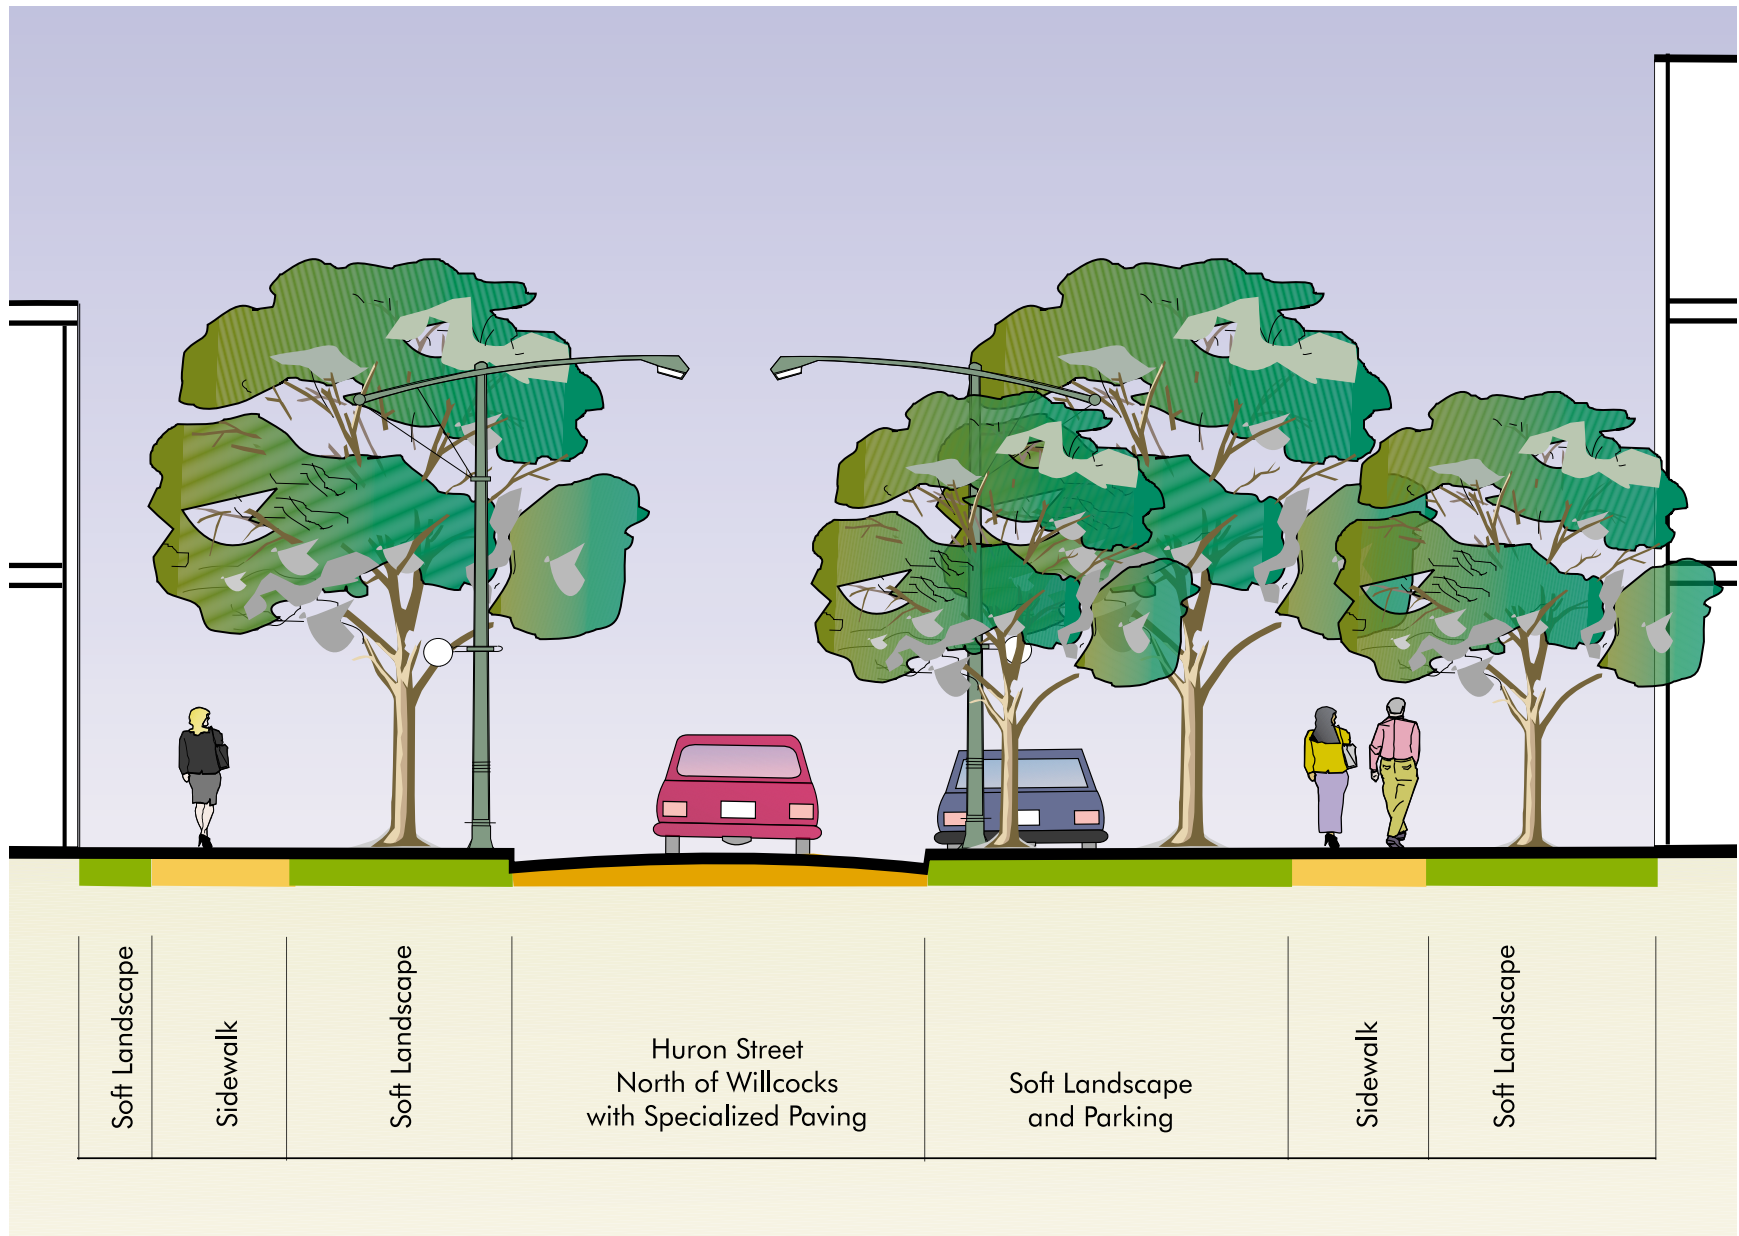 Soft Landscape
Sidewalk
Soft Landscape
Huron Street
North of Willcocks
with Specialized Paving
Soft Landscape
and Parking
Sidewalk
Soft Landscape